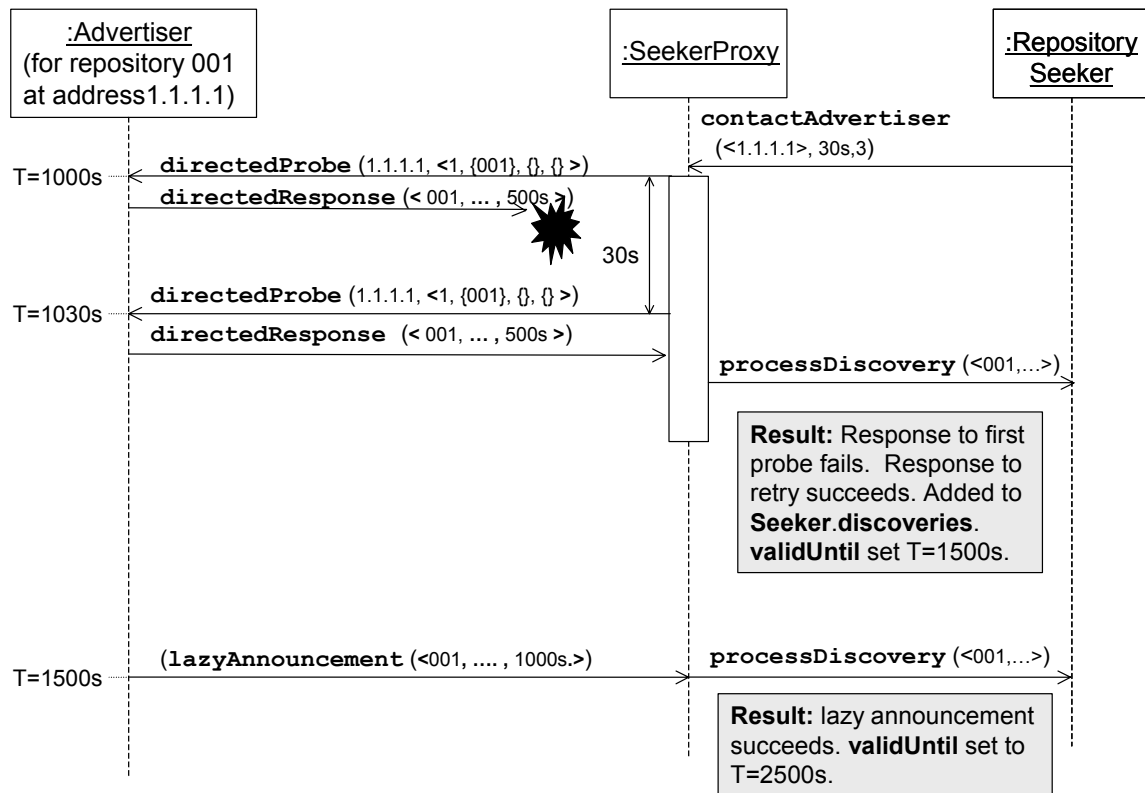 :Advertiser
(for repository 001
at address1.1.1.1)
:SeekerProxy
:Repository
Seeker
contactAdvertiser
(<1.1.1.1>, 30s,3)
directedProbe (1.1.1.1, <1, {001}, {}, {} >)
T=1000s
directedResponse (< 001, ... , 500s >)
30s
directedProbe (1.1.1.1, <1, {001}, {}, {} >)
T=1030s
directedResponse (< 001, ... , 500s >)
processDiscovery (<001,...>)
Result: Response to first
probe fails. Response to
retry succeeds. Added to
Seeker.discoveries.
validUntil set T=1500s.
(lazyAnnouncement (<001, .... , 1000s.>)
processDiscovery (<001,...>)
T=1500s
Result: lazy announcement
succeeds. validUntil set to
T=2500s.